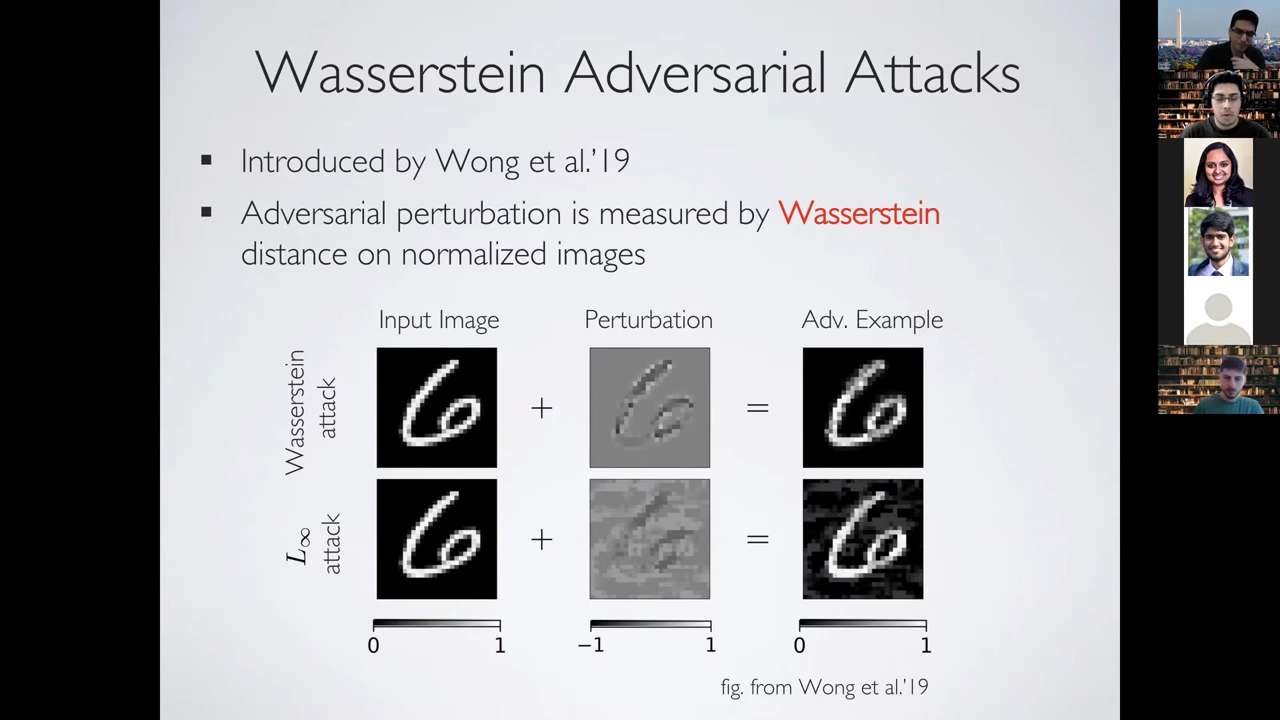 Wasserstein Adversarial Attacks
▪ Introduced by Wong et al.'19
▪ Adversarial perturbation is measured by Wasserstein
distance on normalized images
Input Image Perturbation Adv. Example
Wasserstein
attack
+ =
L∞
attack
+ =
0 1 −1 1 0 1
fig. from Wong et al.'19